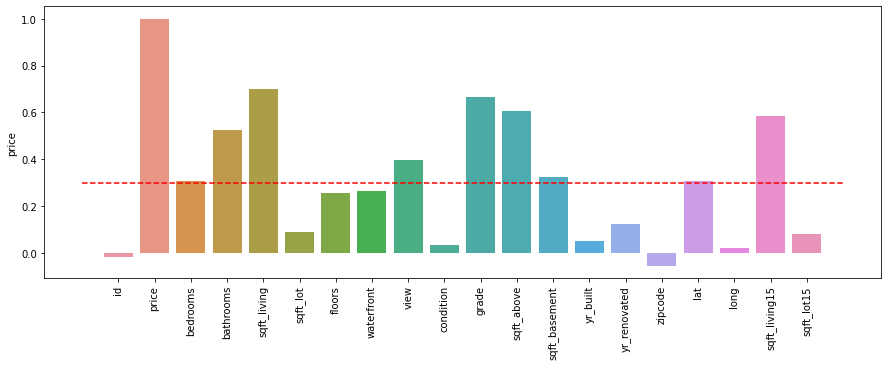 price
1.0
0.8
0.6
0.4
0.2
0.0
id
price
bedrooms
bathrooms
sqft_living
sqft_lot
floors
waterfront
view
condition
grade
sqft_above
sqft_basement
yr_built
yr_renovated
zipcode
lat
long
sqft_living15
sqft_lot15